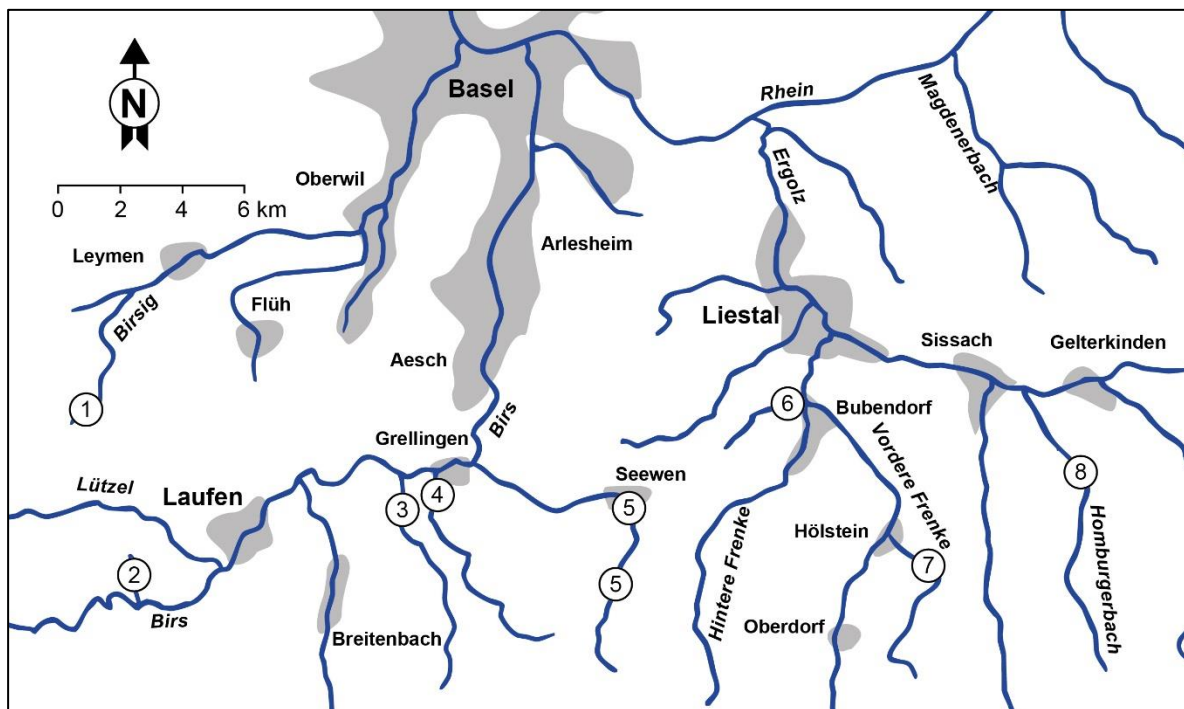 Basel
Rhein
Magdenerbach
N
0 2 4 6 km
Oberwil
Ergolz
Leymen
Arlesheim
Birsig
Flüh
Liestal
Sissach
Gelterkinden
Aesch
1
6
Bubendorf
Birs
Grellingen
Vordere Frenke
Seewen
8
Lützel
Laufen
3
4
5
Hölstein
Homburgerbach
2
5
Hintere Frenke
7
Birs
Breitenbach
Oberdorf